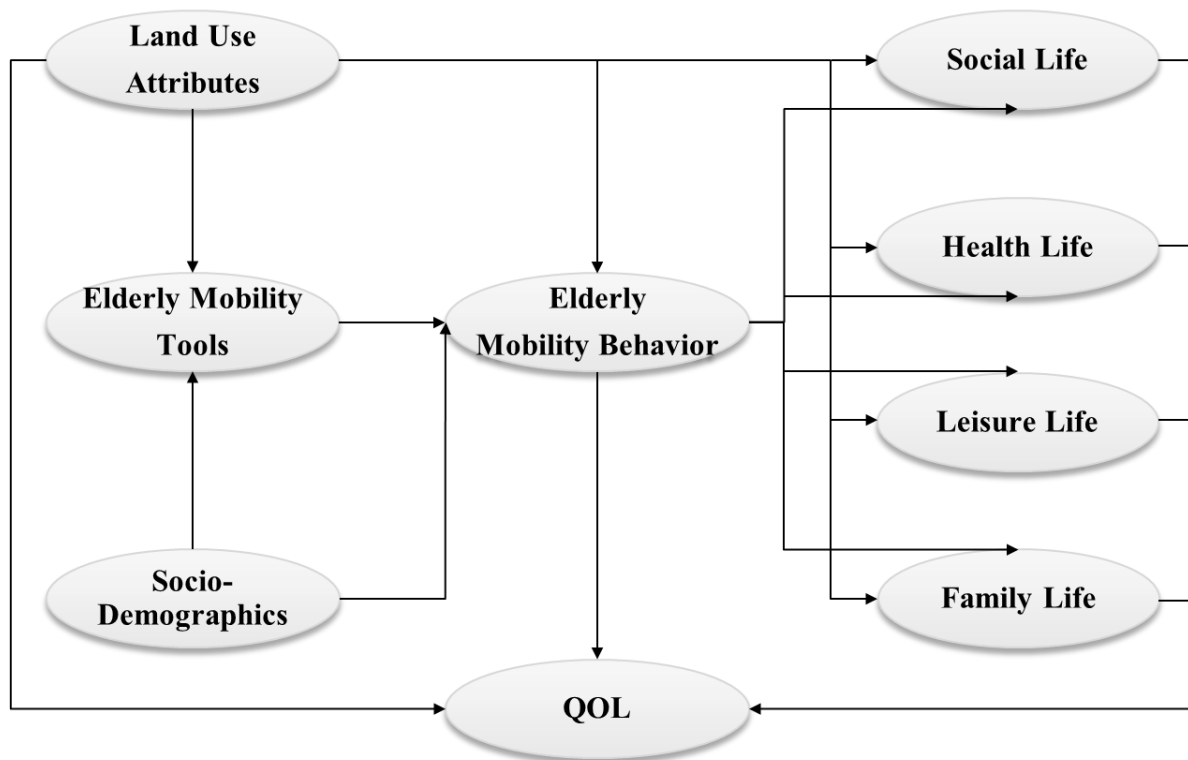 Land Use
Attributes
Social Life
Health Life
Elderly Mobility
Tools
Elderly
Mobility Behavior
Leisure Life
Socio-
Demographics
Family Life
QOL